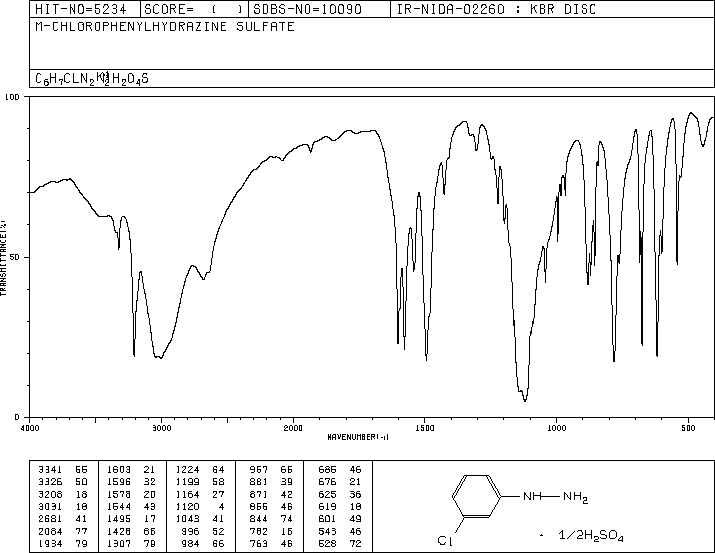 HIT-NO=5234 SCORE= ( ) SDBS-NO=10090 IR-NIDA-02260 : KBR DISC
M-CHLOROPHENYLHYDRAZINE SULFATE
100
50
0
TRANSMITTANCE(%)
4000 3000 2000 1500 1000 500
WAVENUMBER(-1)
3341 66 1603 21 1224 64 967 66 686 46
3326 50 1596 32 1199 58 881 39 676 21
3208 18 1578 20 1164 27 871 42 625 36
3031 18 1544 43 1120 4 856 46 619 18
2681 41 1495 17 1043 41 844 74 601 49
2084 77 1428 66 996 52 782 16 543 46
1934 79 1307 79 984 66 763 46 528 72
NH—NH2
Cl
· 1/2H2SO4